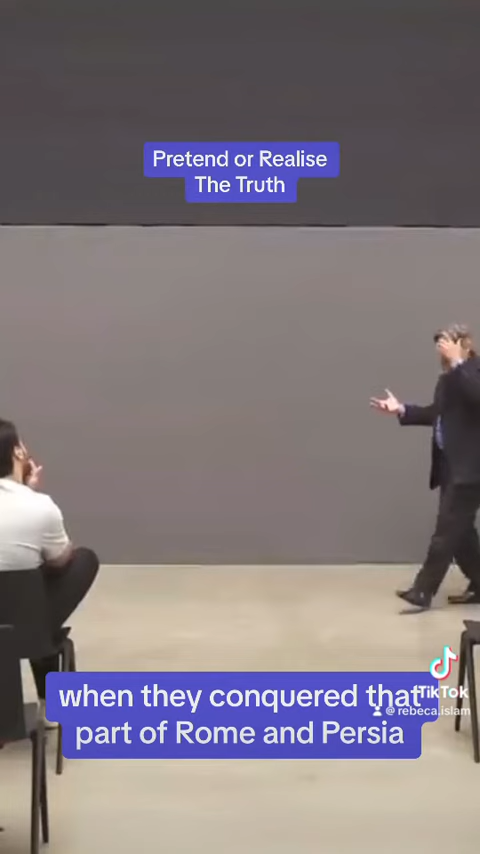 Pretend or Realise
The Truth
when they conquered that
part of Rome and Persia
TikTok
@rebeca.islam